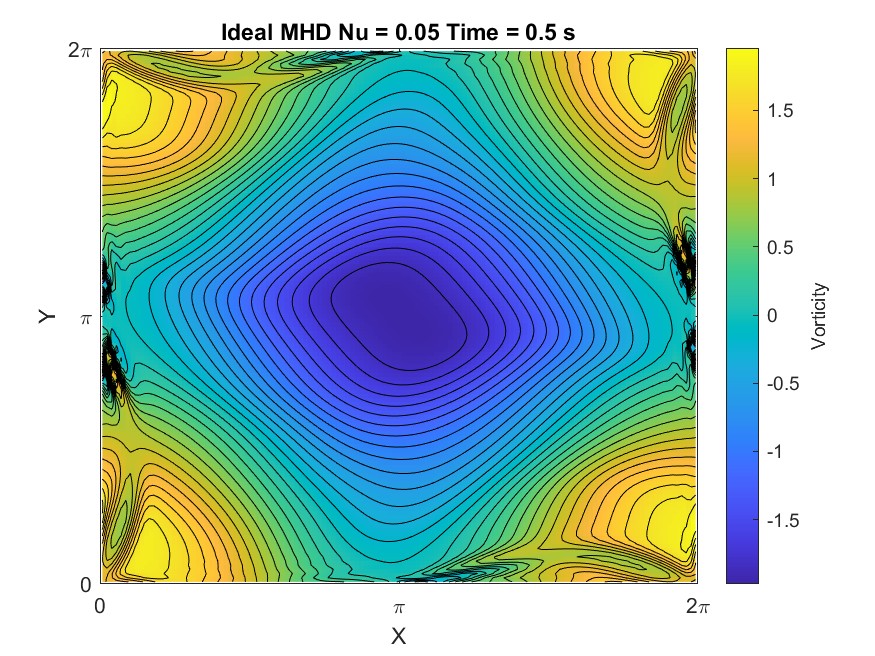 Ideal MHD Nu = 0.05 Time = 0.5 s
2π
π
0
Y
0
π
2π
X
1.5
1
0.5
0
-0.5
-1
-1.5
Vorticity